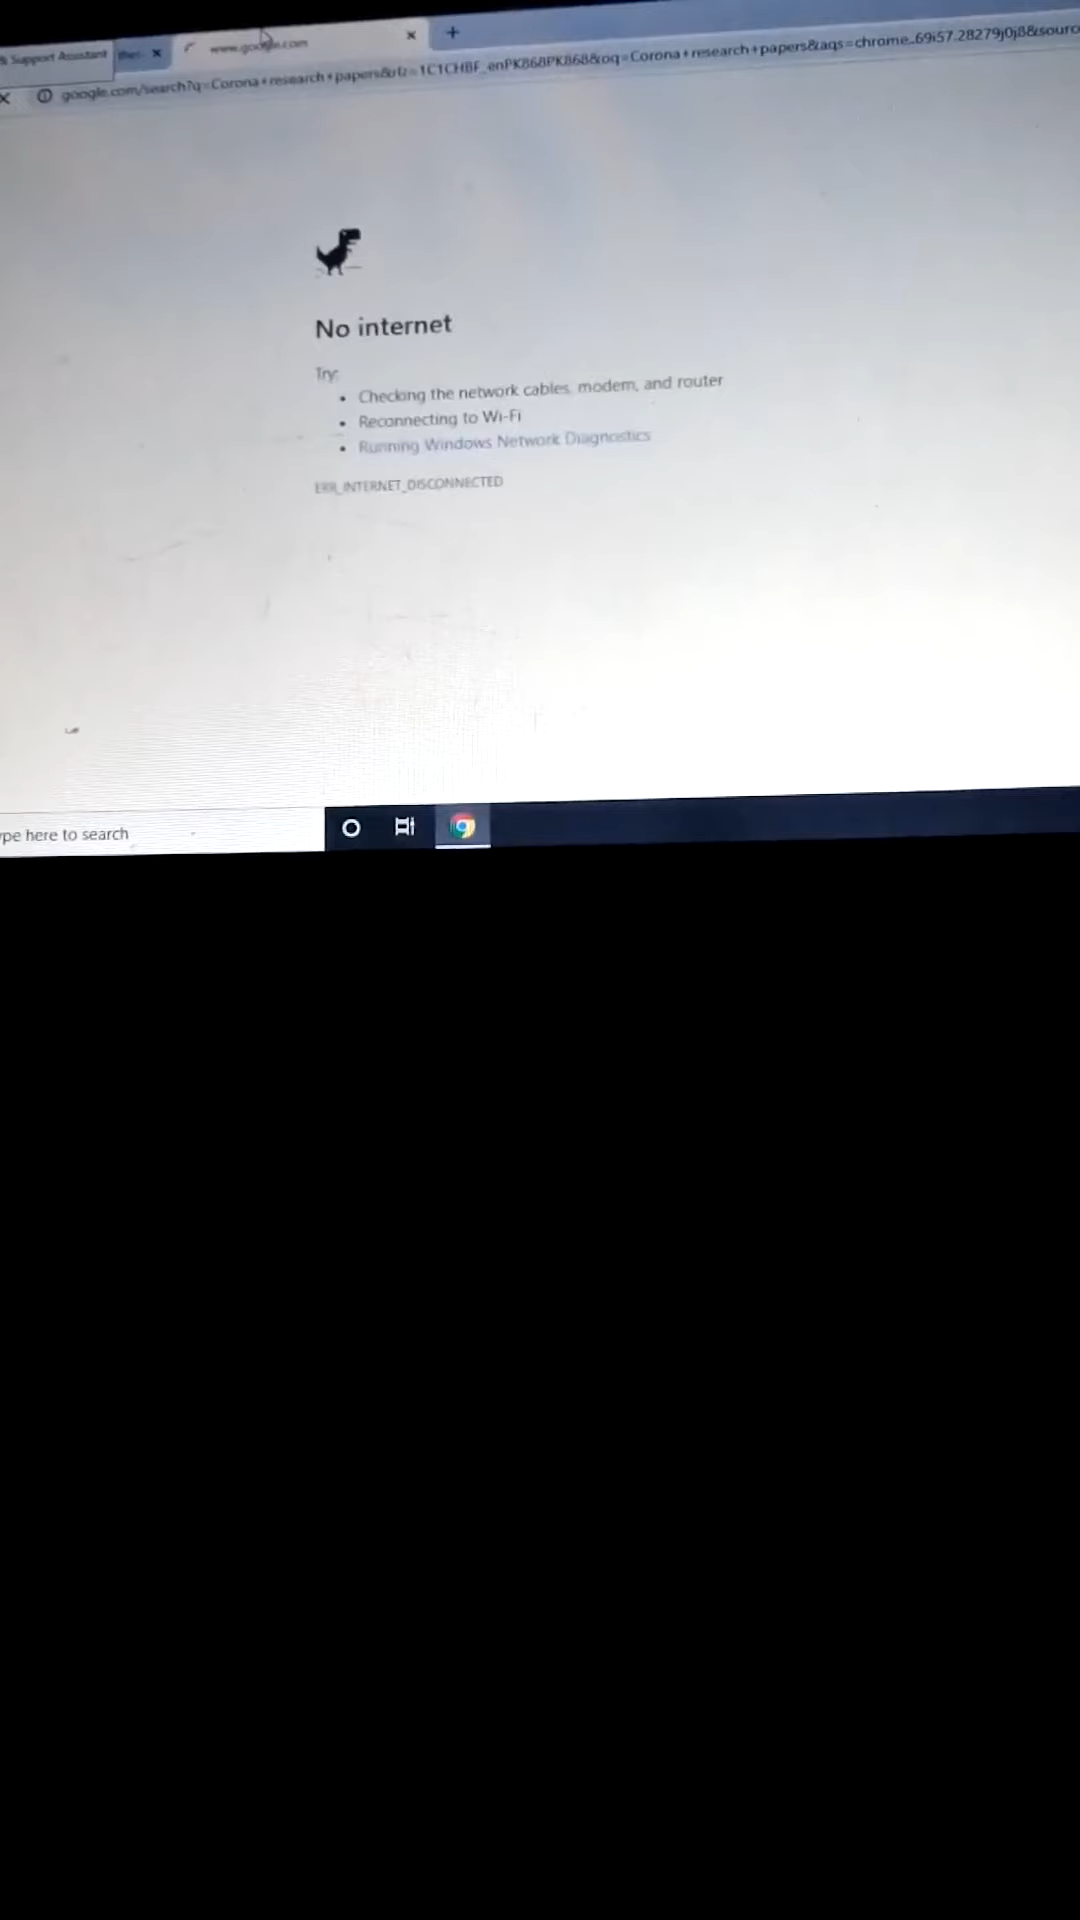 Support Assistant
www.google.com
google.com/search?q=Corona+research+papers&rlz=1C1CHBF_enPK868PK868&oq=Corona+research+papers&aqs=chrome..69i57.28279j0j8&sourc
No internet
Try:
• Checking the network cables, modem, and router
• Reconnecting to Wi-Fi
• Running Windows Network Diagnostics
ERR_INTERNET_DISCONNECTED
ype here to search